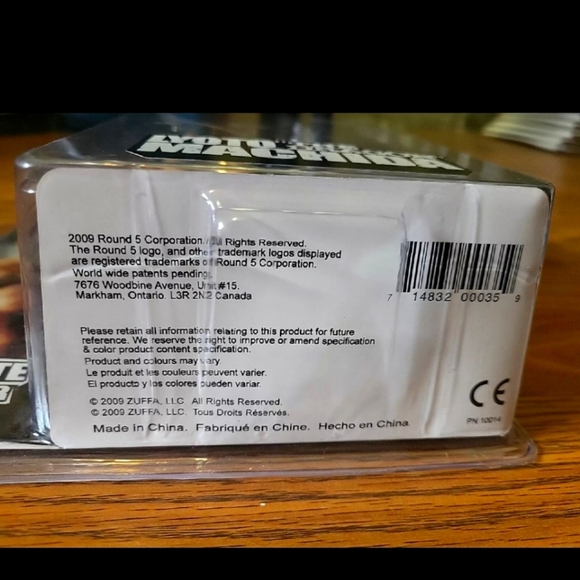 MACHIDA
2009 Round 5 Corporation. All Rights Reserved.
The Round 5 logo, and other trademark logos displayed
are registered trademarks of Round 5 Corporation.
World wide patents pending.
7676 Woodbine Avenue, Unit #15.
Markham, Ontario. L3R 2N2 Canada
7 14832 00035 9
Please retain all information relating to this product for future
reference. We reserve the right to improve or amend specification
& color product content specification.
Product and colours may vary.
Le produit et les couleurs peuvent varier.
El producto y los colores pueden variar.
© 2009 ZUFFA, LLC. All Rights Reserved.
© 2009 ZUFFA, LLC. Tous Droits Réservés.
Made in China. Fabriqué en Chine. Hecho en China.
CE
PN 10014